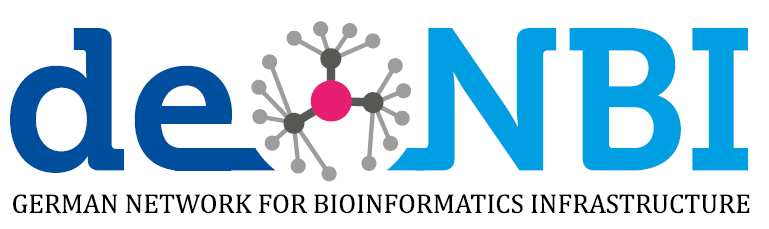 de NBI
GERMAN NETWORK FOR BIOINFORMATICS INFRASTRUCTURE